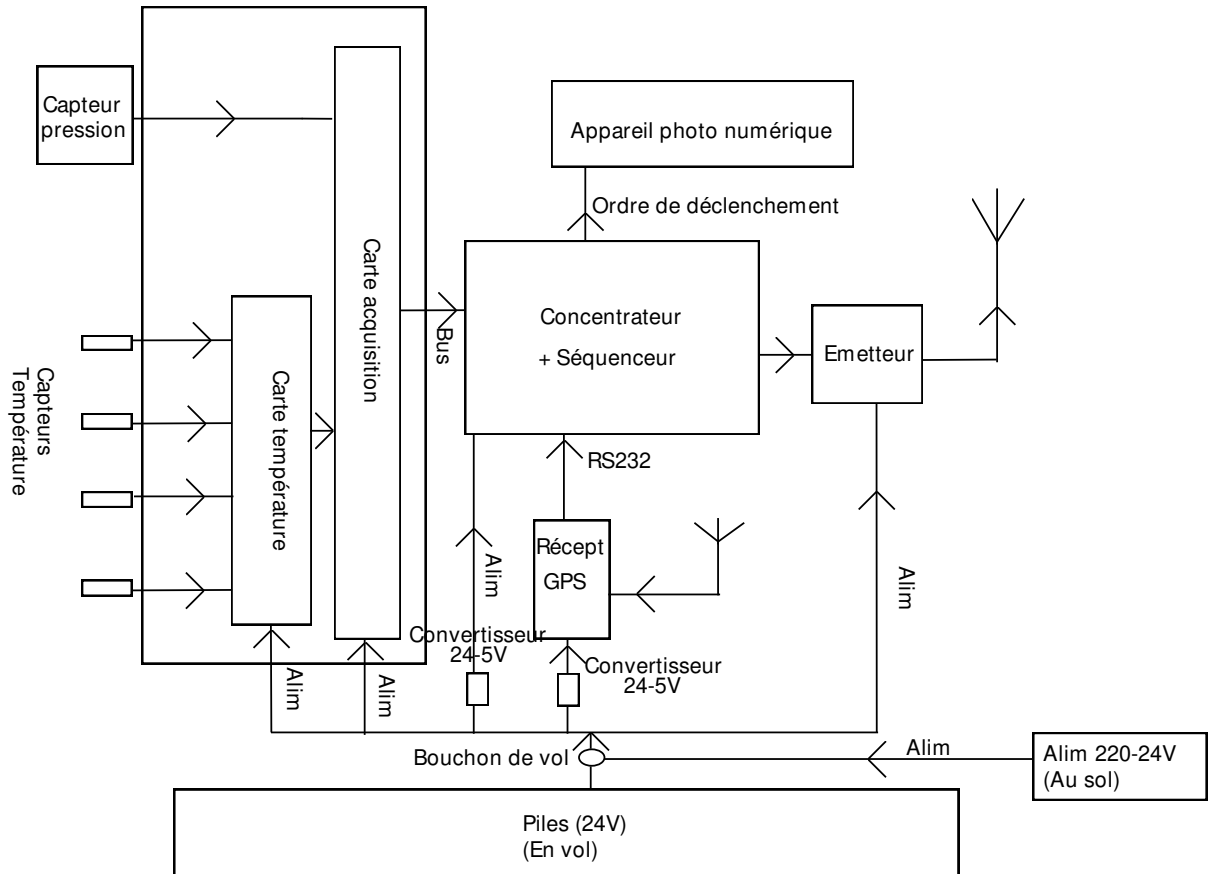 Capteur
pression
Appareil photo numérique
Ordre de déclenchement
Carte acquisition
Concentrateur
+ Séquenceur
Bus
Emetteur
Capteurs
Température
Carte température
RS232
Récept
GPS
Alim
Alim
Convertisseur
24-5V
Convertisseur
24-5V
Alim
Alim
Bouchon de vol
Alim
Alim 220-24V
(Au sol)
Piles (24V)
(En vol)